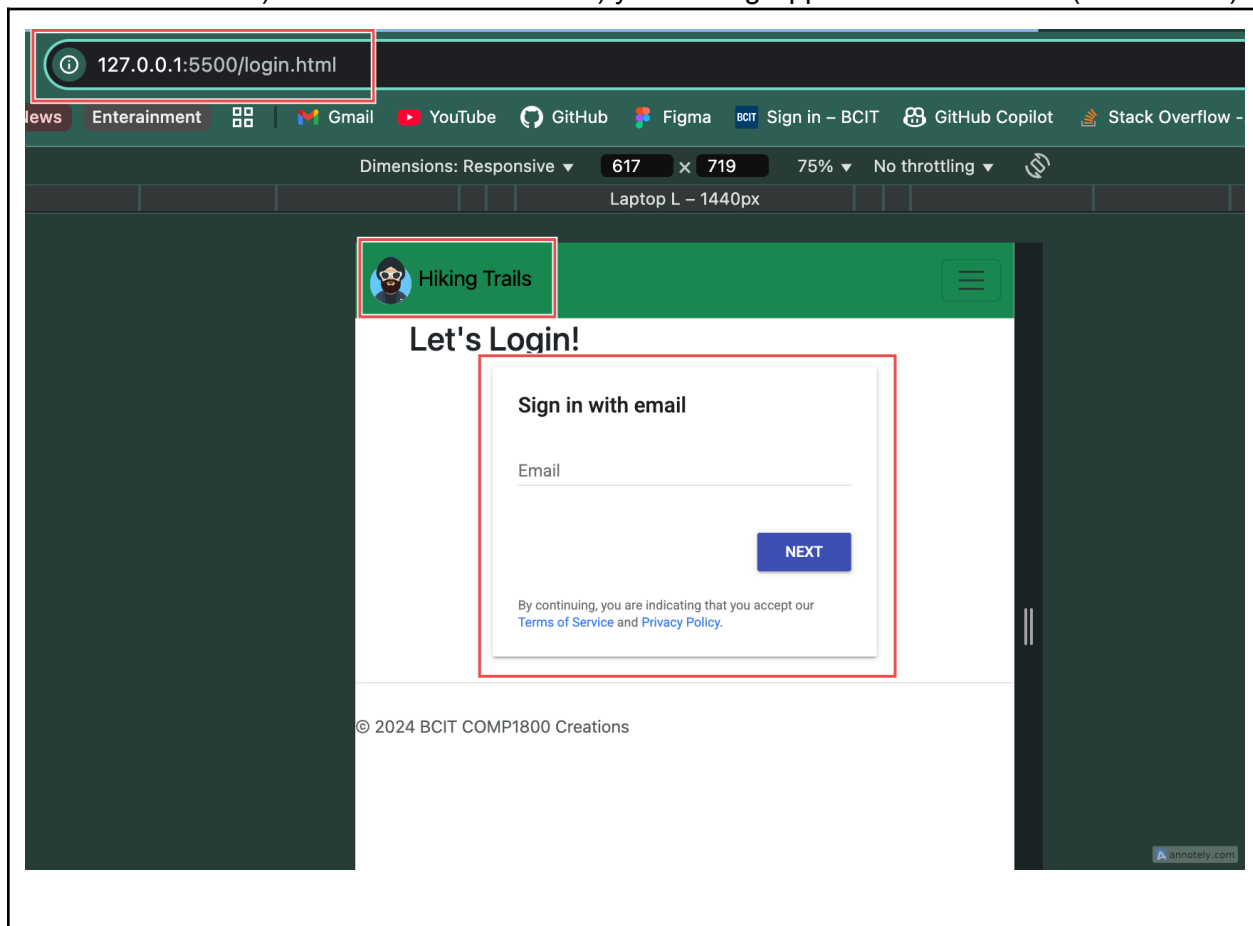 127.0.0.1:5500/login.html
News Enterainment Gmail YouTube GitHub Figma BCIT Sign in – BCIT GitHub Copilot Stack Overflow -
Dimensions: Responsive 617 x 719 75% No throttling
Laptop L – 1440px
Hiking Trails
Let's Login!
Sign in with email
Email
NEXT
By continuing, you are indicating that you accept our
Terms of Service and Privacy Policy.
© 2024 BCIT COMP1800 Creations
annotely.com